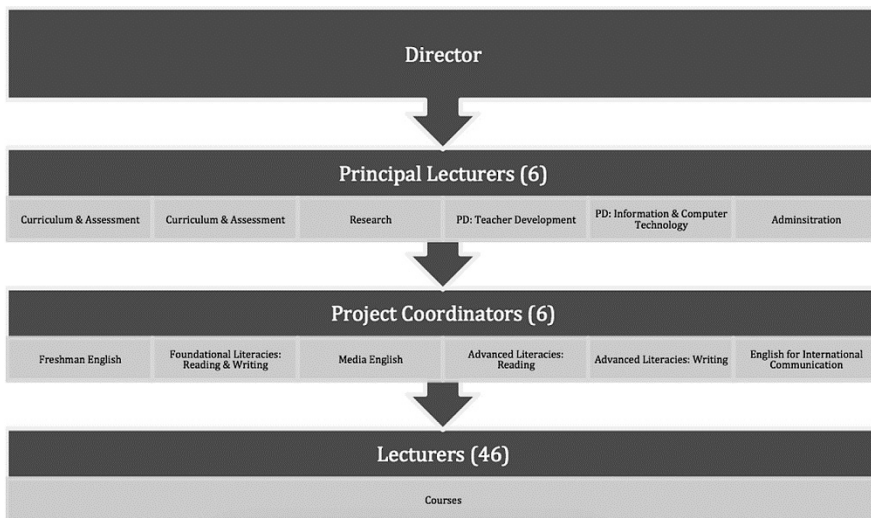 Director
Principal Lecturers (6)
Curriculum & Assessment
Curriculum & Assessment
Research
PD: Teacher Development
PD: Information & Computer
Technology
Adminsitration
Project Coordinators (6)
Freshman English
Foundational Literacies:
Reading & Writing
Media English
Advanced Literacies:
Reading
Advanced Literacies: Writing
English for International
Communication
Lecturers (46)
Courses